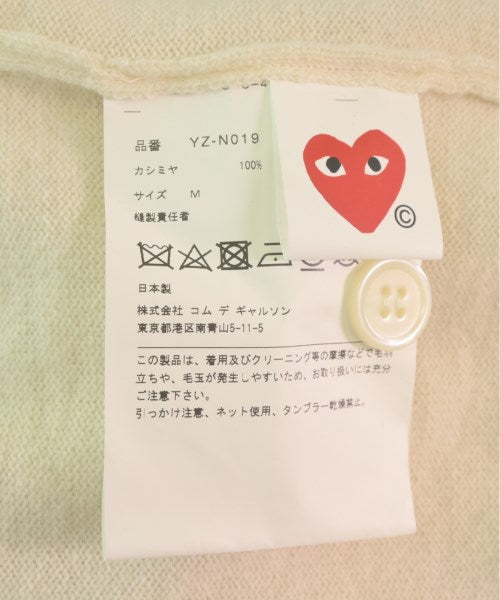 品番 YZ-N019
カシミヤ 100%
サイズ M
縫製責任者
©
日本製
株式会社 コム デ ギャルソン
東京都港区南青山5-11-5
この製品は、着用及びクリーニング等の摩擦などで毛羽
立ちや、毛玉が発生しやすいため、お取り扱いには充分
ご注意下さい。
引っかけ注意、ネット使用、タンブラー乾燥禁止。